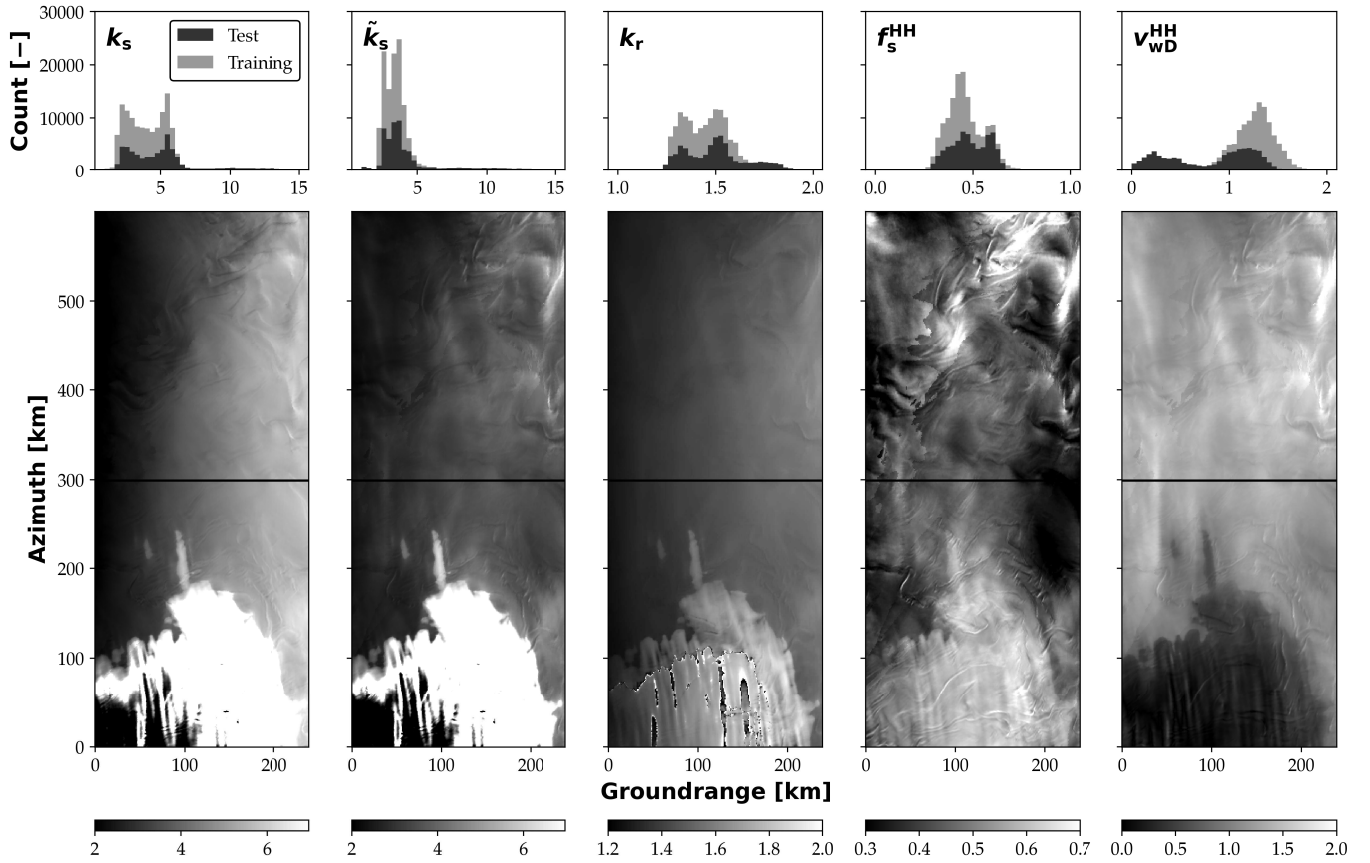 30000
20000
10000
0
Count [−]
k_s
Test
Training
k̃_s
k_r
f_s^HH
v_wD^HH
5 10 15
5 10 15
1.0 1.5 2.0
0.0 0.5 1.0
0 1 2
Azimuth [km]
500
400
300
200
100
0
0 100 200
0 100 200
0 100 200
0 100 200
0 100 200
Groundrange [km]
2 4 6
2 4 6
1.2 1.4 1.6 1.8 2.0
0.3 0.4 0.5 0.6 0.7
0.0 0.5 1.0 1.5 2.0